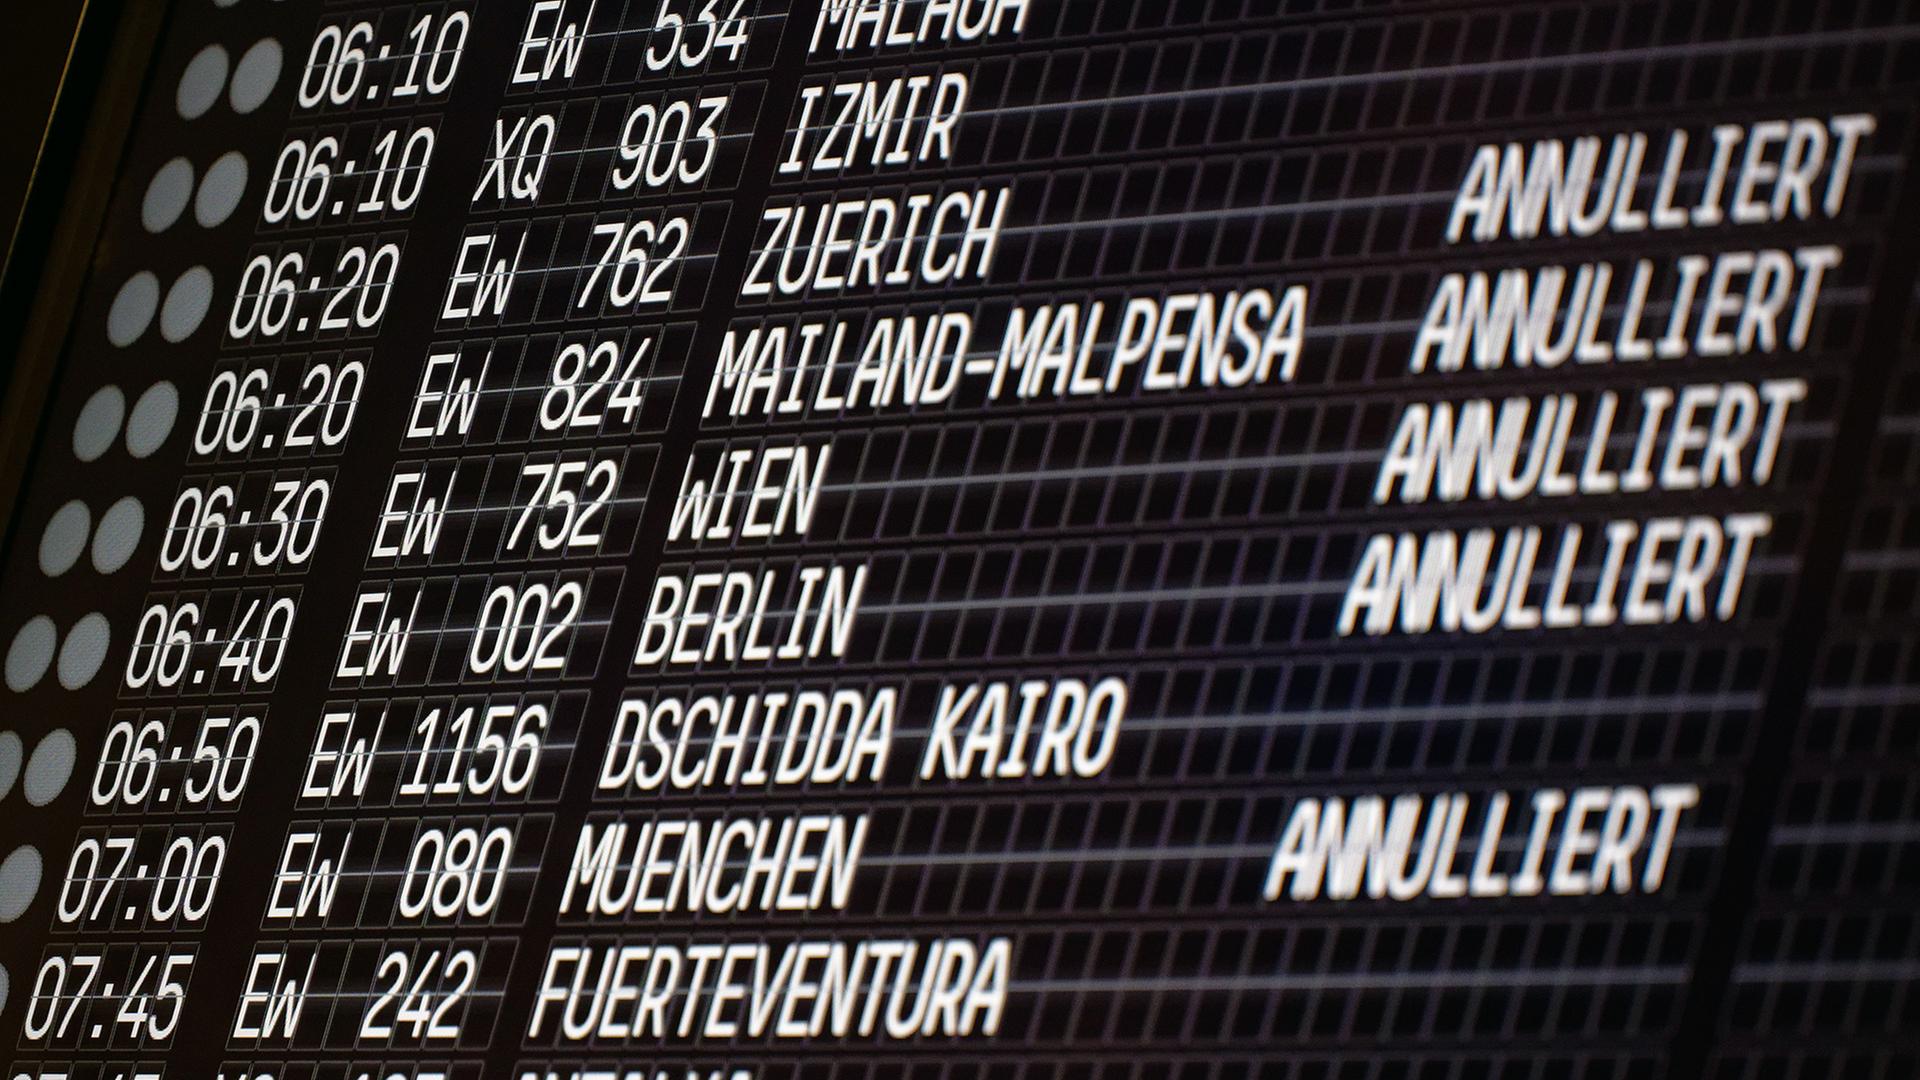 06:10 EW 534 MALAGA
06:10 XQ 903 IZMIR
06:20 EW 762 ZUERICH ANNULLIERT
06:20 EW 824 MAILAND-MALPENSA ANNULLIERT
06:30 EW 752 WIEN ANNULLIERT
06:40 EW 002 BERLIN ANNULLIERT
06:50 EW 1156 DSCHIDDA KAIRO
07:00 EW 080 MUENCHEN ANNULLIERT
07:45 EW 242 FUERTEVENTURA
ANTALYA